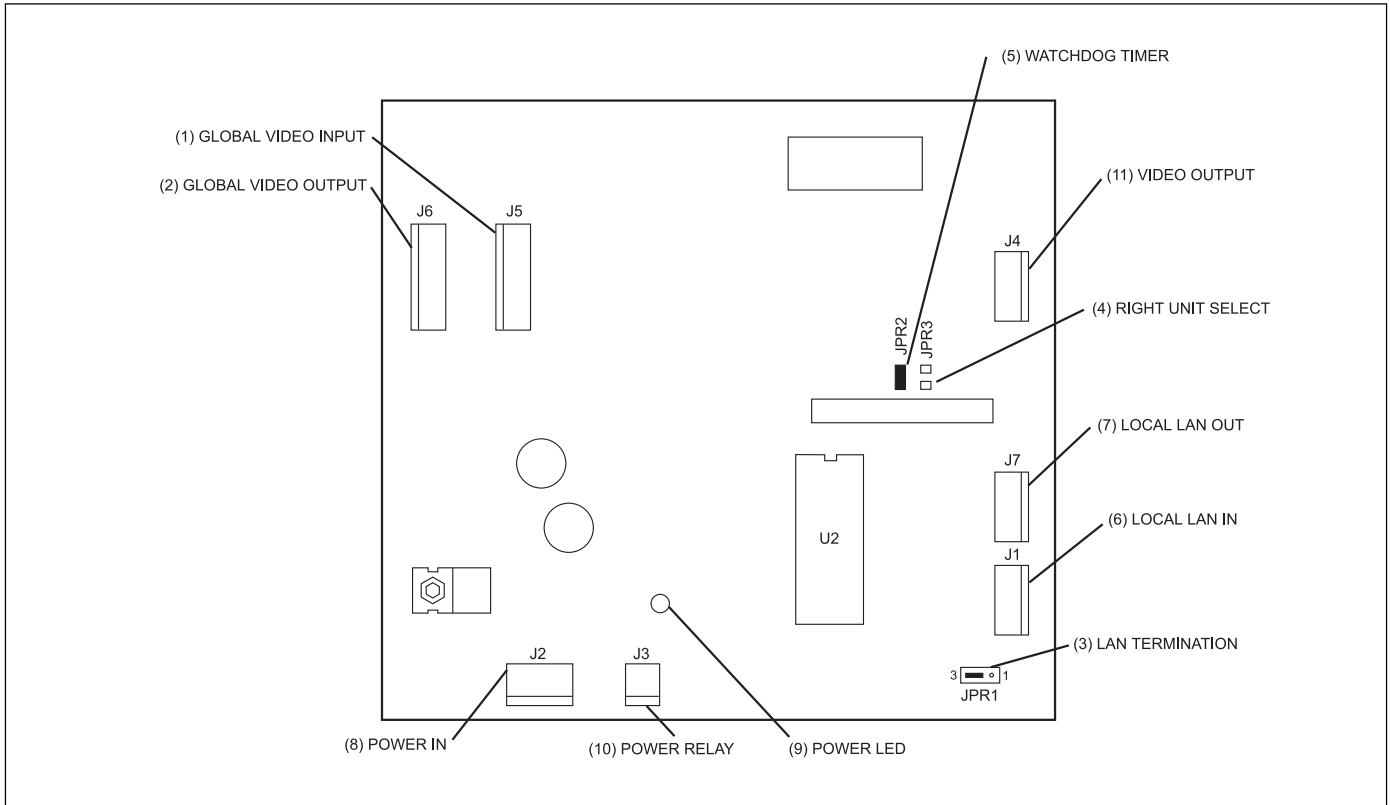 (5) WATCHDOG TIMER
(1) GLOBAL VIDEO INPUT
(2) GLOBAL VIDEO OUTPUT
(11) VIDEO OUTPUT
J6
J5
J4
(4) RIGHT UNIT SELECT
JPR2
JPR3
(7) LOCAL LAN OUT
J7
(6) LOCAL LAN IN
U2
J1
(3) LAN TERMINATION
J2
J3
3 1
JPR1
(8) POWER IN
(10) POWER RELAY
(9) POWER LED